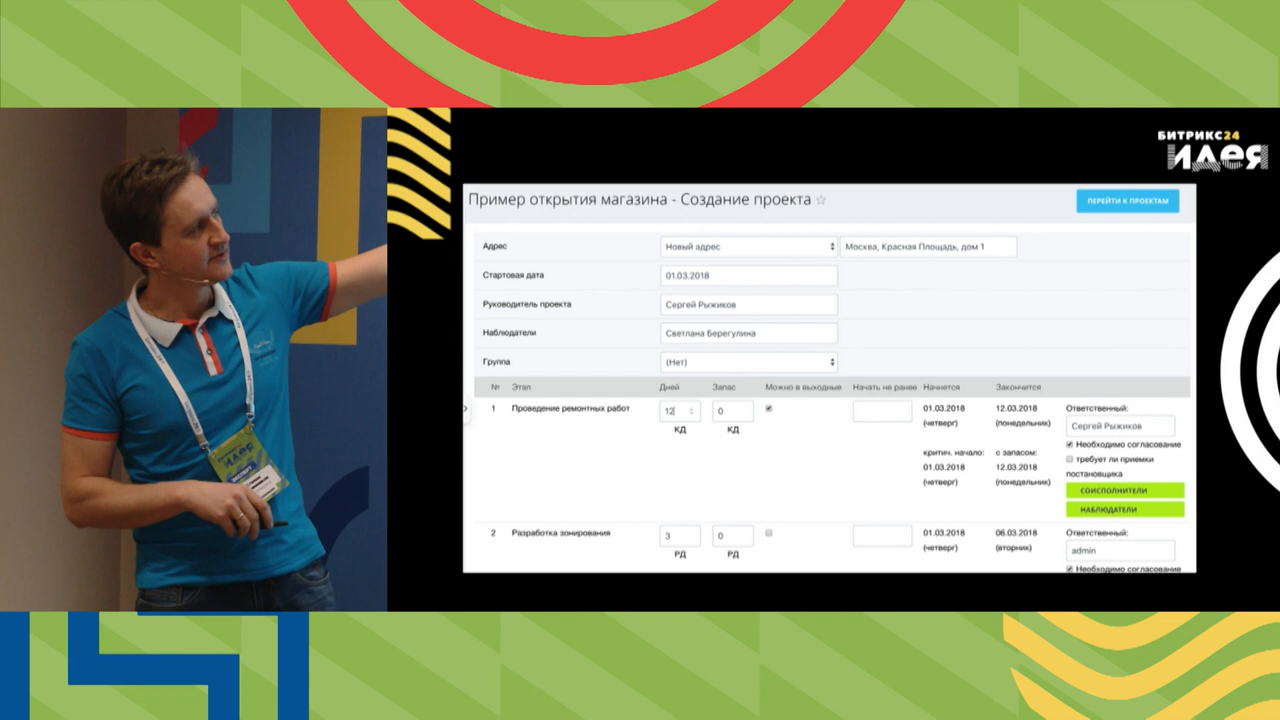 БИТРИКС24
идея
Пример открытия магазина - Создание проекта ☆
ПЕРЕЙТИ К ПРОЕКТАМ
Адрес
Новый адрес
Москва, Красная Площадь, дом 1
Стартовая дата
01.03.2018
Руководитель проекта
Сергей Рыжиков
Наблюдатели
Светлана Берегулина
Группа
(Нет)
№ Этап Дней Запас Можно в выходные Начать не ранее Начнется Закончится
1 Проведение ремонтных работ 12 0 01.03.2018 12.03.2018 Ответственный:
(четверг) (понедельник) Сергей Рыжиков
КД КД
Необходимо согласование
критич. начало: с запасом: требует ли приемки
01.03.2018 12.03.2018 постановщика
(четверг) (понедельник) СОИСПОЛНИТЕЛИ
НАБЛЮДАТЕЛИ
2 Разработка зонирования 3 0 01.03.2018 06.03.2018 Ответственный:
(четверг) (вторник) admin
РД РД
Необходимо согласование
идея